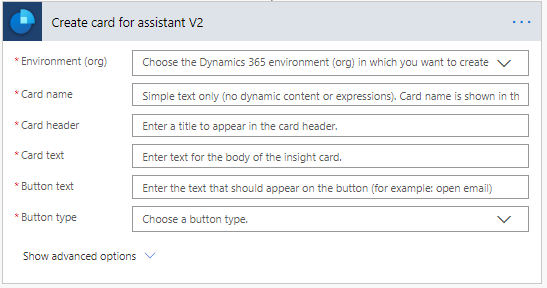 Create card for assistant V2
...
* Environment (org) Choose the Dynamics 365 environment (org) in which you want to create
* Card name Simple text only (no dynamic content or expressions). Card name is shown in th
* Card header Enter a title to appear in the card header.
* Card text Enter text for the body of the insight card.
* Button text Enter the text that should appear on the button (for example: open email)
* Button type Choose a button type.
Show advanced options